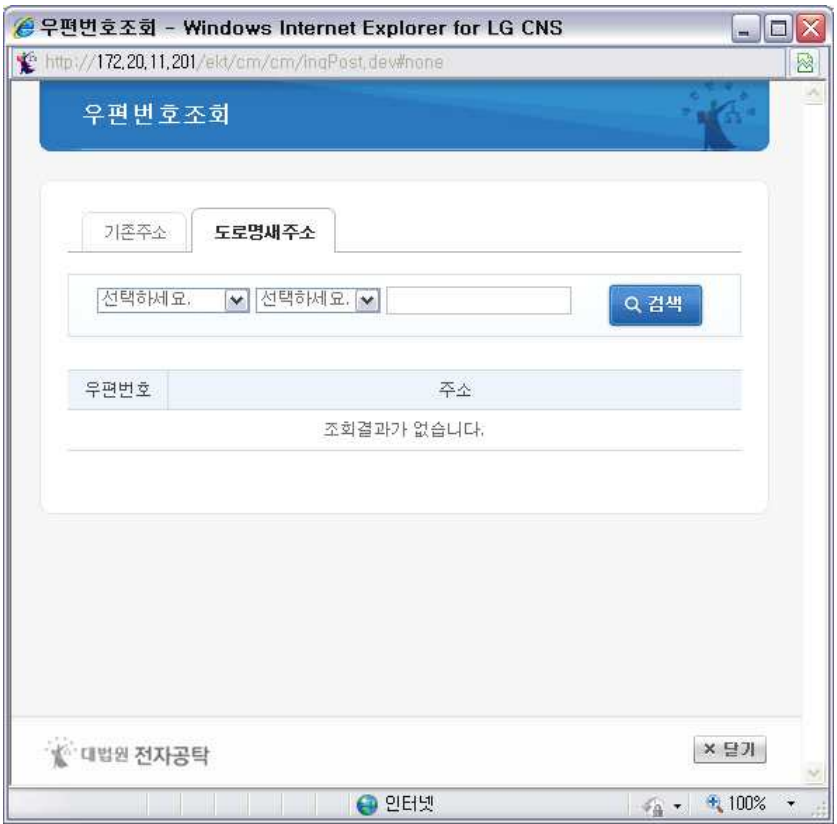 우편번호조회 - Windows Internet Explorer for LG CNS
http://172,20,11,201/ekt/cm/cm/inqPost,dev#none
우편번호조회
기존주소 도로명새주소
선택하세요. 선택하세요. 검색
우편번호 주소
조회결과가 없습니다.
대법원 전자공탁 × 닫기
인터넷 100%